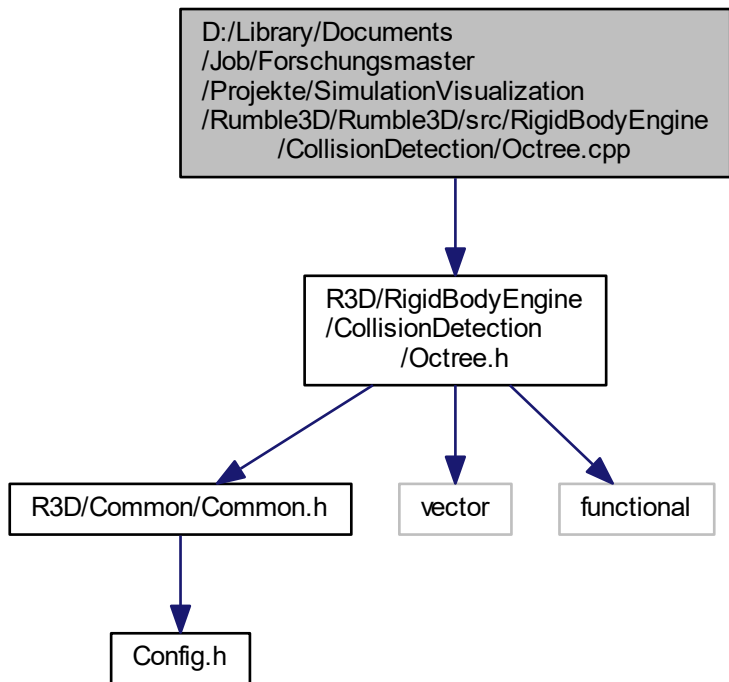 D:/Library/Documents
/Job/Forschungsmaster
/Projekte/SimulationVisualization
/Rumble3D/Rumble3D/src/RigidBodyEngine
/CollisionDetection/Octree.cpp
R3D/RigidBodyEngine
/CollisionDetection
/Octree.h
R3D/Common/Common.h
vector
functional
Config.h